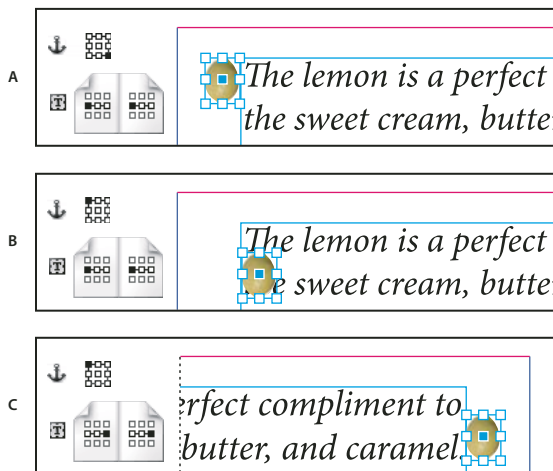 A
The lemon is a perfect
the sweet cream, butte
B
The lemon is a perfect
e sweet cream, butte
C
rfect compliment to
butter, and caramel.